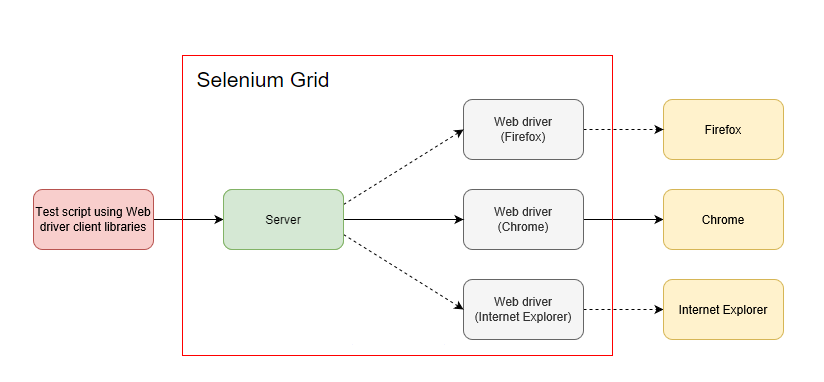 Selenium Grid
Test script using Web
driver client libraries
Server
Web driver
(Firefox)
Firefox
Web driver
(Chrome)
Chrome
Web driver
(Internet Explorer)
Internet Explorer